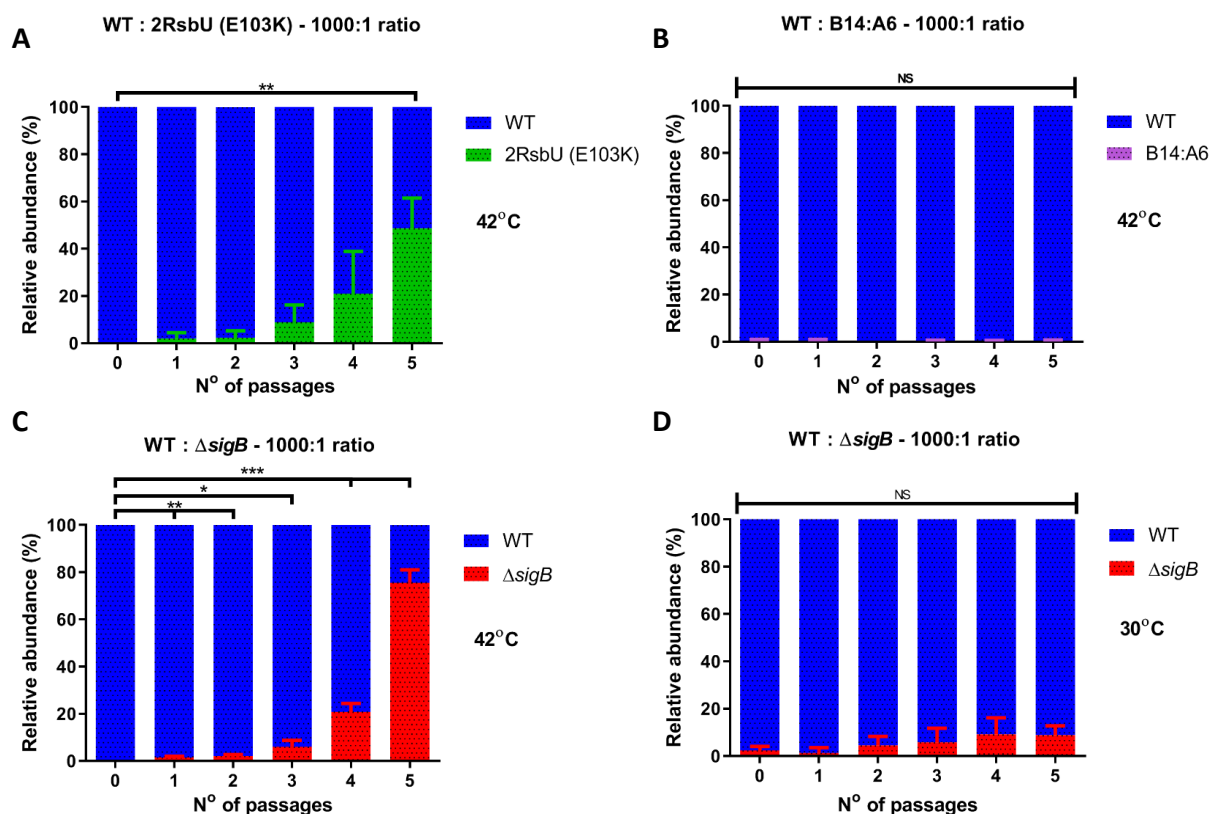 A
WT : 2RsbU (E103K) - 1000:1 ratio
**
Relative abundance (%)
100
80
60
40
20
0
0 1 2 3 4 5
Nº of passages
WT
2RsbU (E103K)
42°C
B
WT : B14:A6 - 1000:1 ratio
NS
Relative abundance (%)
100
80
60
40
20
0
0 1 2 3 4 5
Nº of passages
WT
B14:A6
42°C
C
WT : ΔsigB - 1000:1 ratio
***
*
**
Relative abundance (%)
100
80
60
40
20
0
0 1 2 3 4 5
Nº of passages
WT
ΔsigB
42°C
D
WT : ΔsigB - 1000:1 ratio
NS
Relative abundance (%)
100
80
60
40
20
0
0 1 2 3 4 5
Nº of passages
WT
ΔsigB
30°C